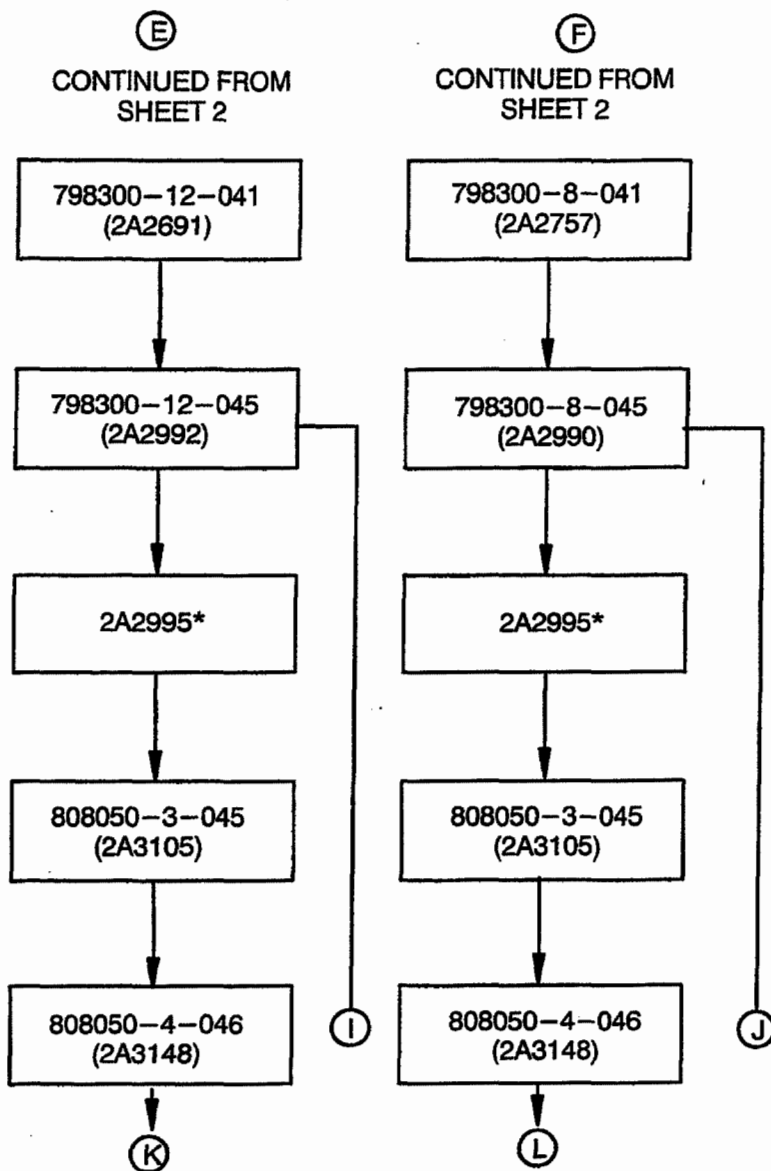 E
CONTINUED FROM
SHEET 2
798300-12-041
(2A2691)
798300-12-045
(2A2992)
2A2995*
808050-3-045
(2A3105)
808050-4-046
(2A3148)
I
K
F
CONTINUED FROM
SHEET 2
798300-8-041
(2A2757)
798300-8-045
(2A2990)
2A2995*
808050-3-045
(2A3105)
808050-4-046
(2A3148)
J
L